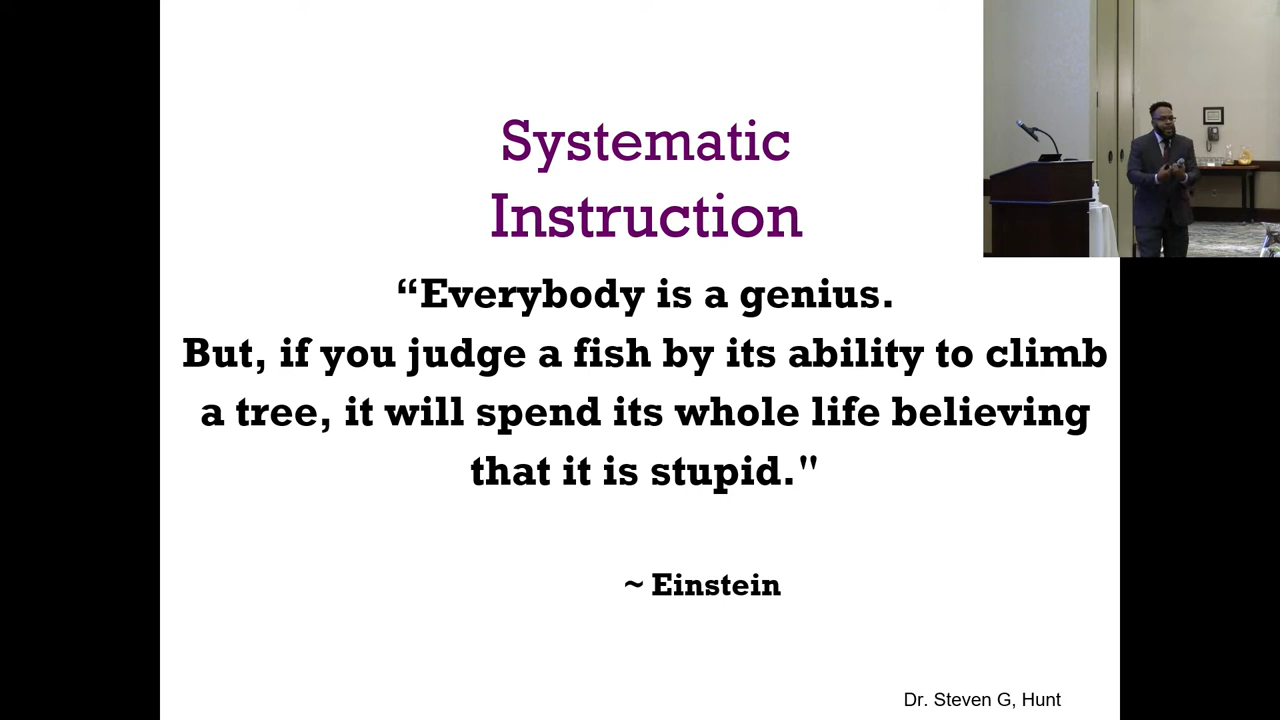 Systematic
Instruction
“Everybody is a genius.
But, if you judge a fish by its ability to climb
a tree, it will spend its whole life believing
that it is stupid."
~ Einstein
Dr. Steven G, Hunt